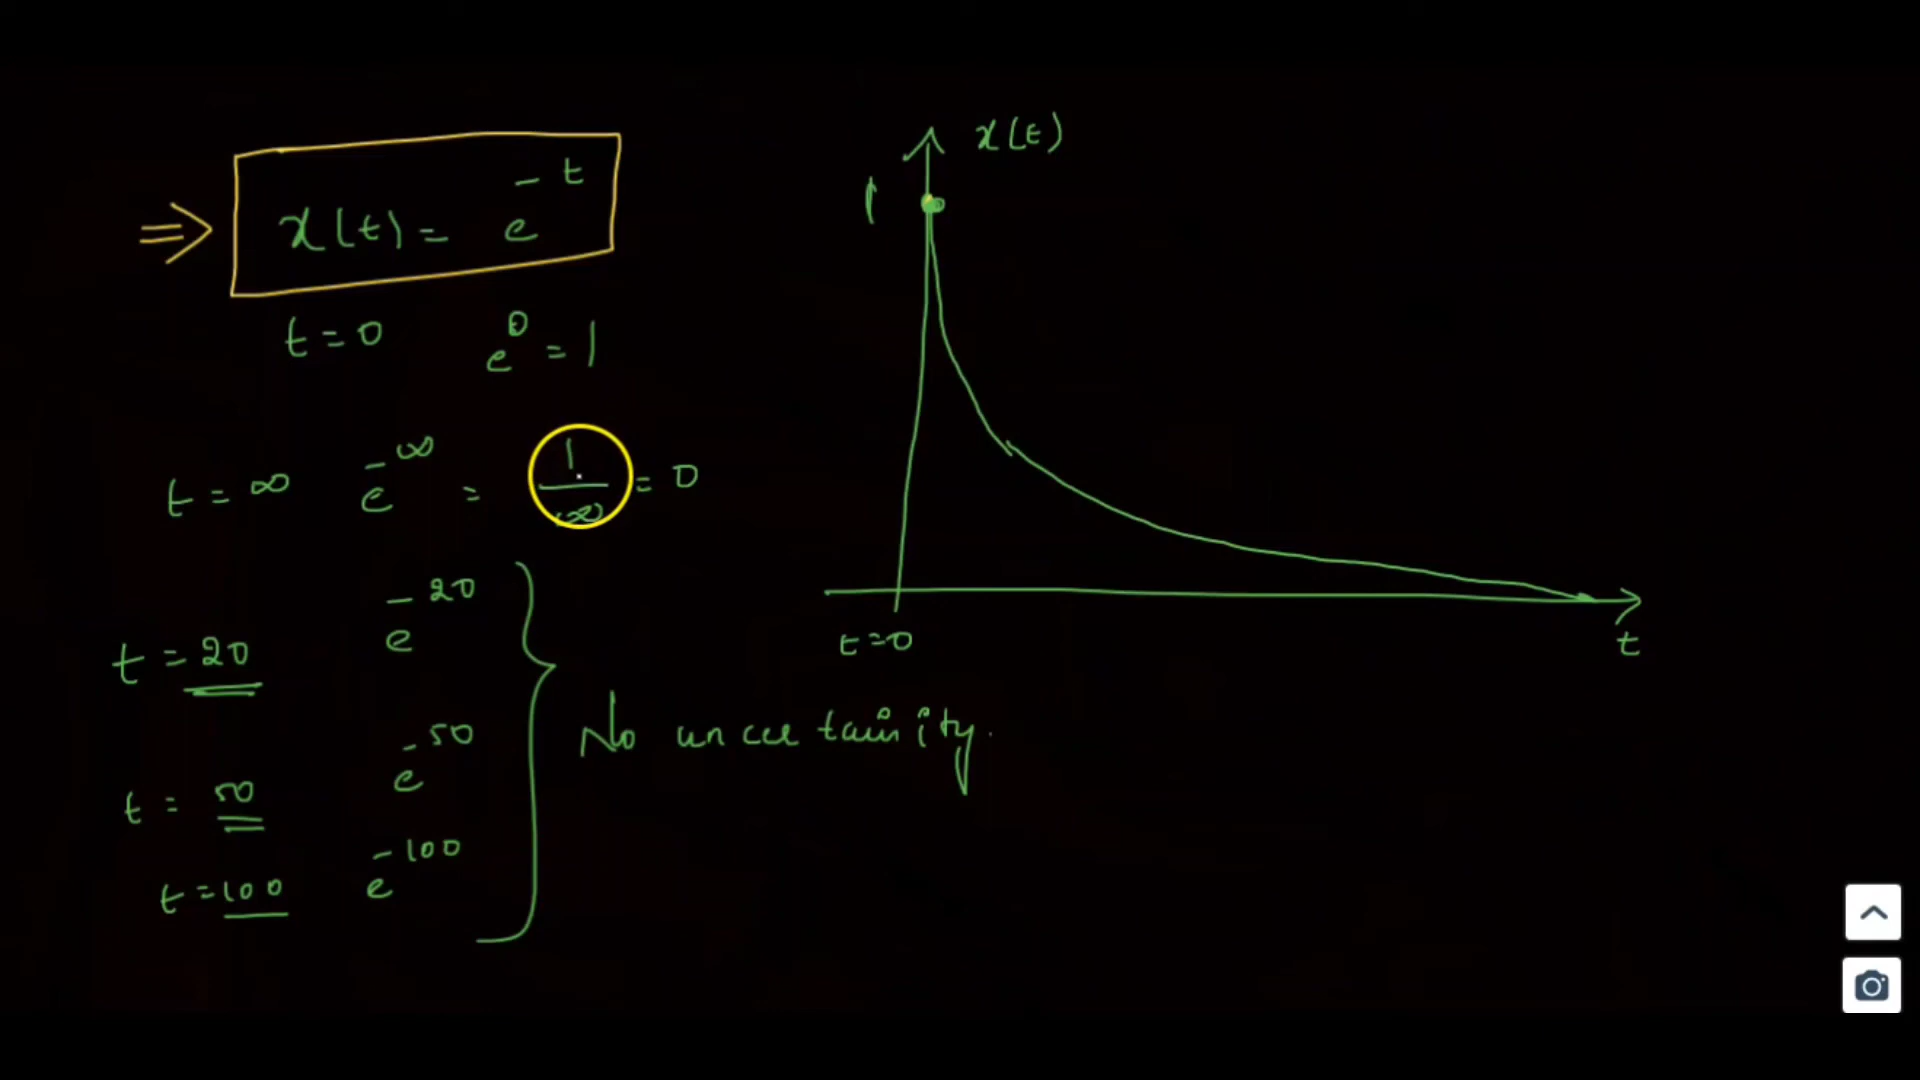 ⇒ x(t) = e^-t
t = 0 e^0 = 1
t = ∞ e^-∞ = 1/∞ = 0
t = 20 e^-20
t = 50 e^-50
t = 100 e^-100
No uncertainity.
x(t)
1
t = 0
t